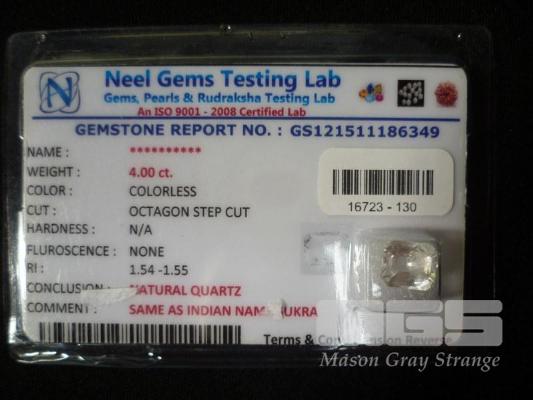 N Neel Gems Testing Lab
Gems, Pearls & Rudraksha Testing Lab
An ISO 9001 - 2008 Certified Lab
GEMSTONE REPORT NO. : GS121511186349
NAME : **********
WEIGHT : 4.00 ct.
COLOR : COLORLESS
CUT : OCTAGON STEP CUT
HARDNESS : N/A
FLUROSCENCE : NONE
RI : 1.54 -1.55
CONCLUSION : NATURAL QUARTZ
COMMENT : SAME AS INDIAN NAME
16723 - 130
Terms & Reverse
GGS
Mason Gray Strange